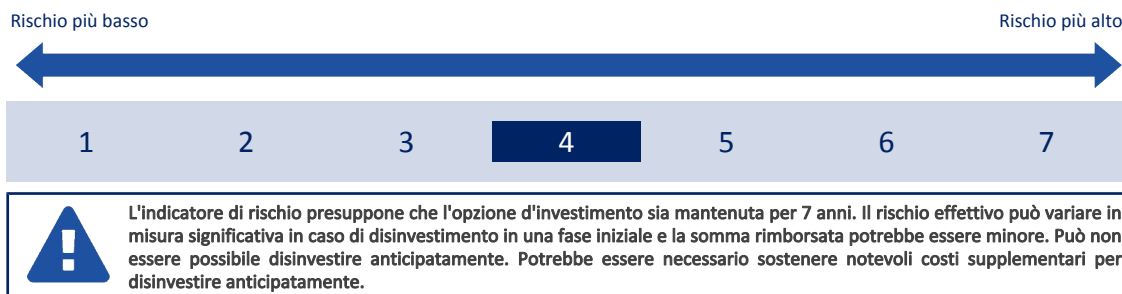 Rischio più basso Rischio più alto
1 2 3 4 5 6 7
L'indicatore di rischio presuppone che l'opzione d'investimento sia mantenuta per 7 anni. Il rischio effettivo può variare in
misura significativa in caso di disinvestimento in una fase iniziale e la somma rimborsata potrebbe essere minore. Può non
essere possibile disinvestire anticipatamente. Potrebbe essere necessario sostenere notevoli costi supplementari per
disinvestire anticipatamente.